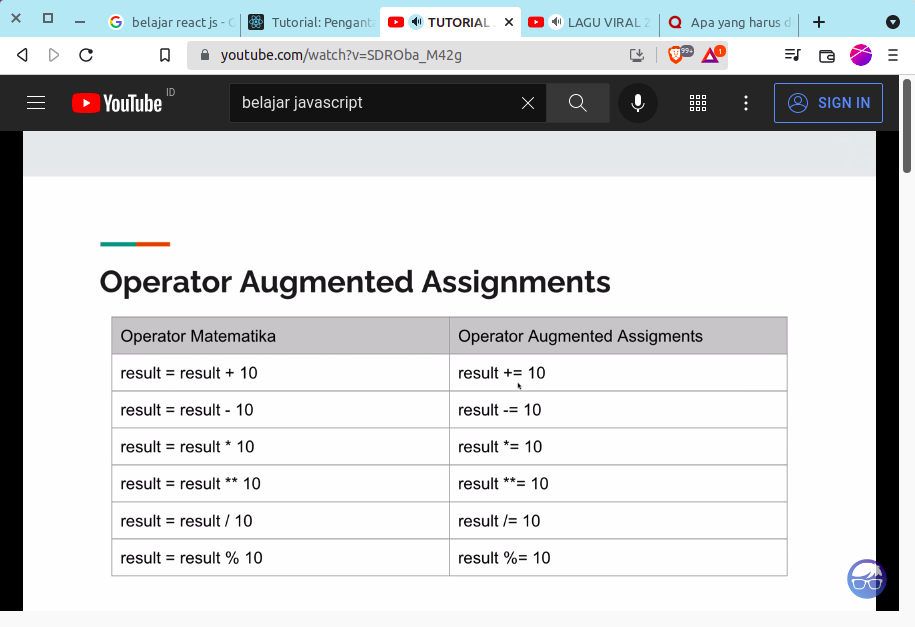 belajar react js - G
Tutorial: Pengant
TUTORIAL
LAGU VIRAL 2
Apa yang harus d
youtube.com/watch?v=SDROba_M42g
99+
1
YouTube ID
belajar javascript
SIGN IN
Operator Augmented Assignments
Operator Matematika Operator Augmented Assigments
result = result + 10 result += 10
result = result - 10 result -= 10
result = result * 10 result *= 10
result = result ** 10 result **= 10
result = result / 10 result /= 10
result = result % 10 result %= 10